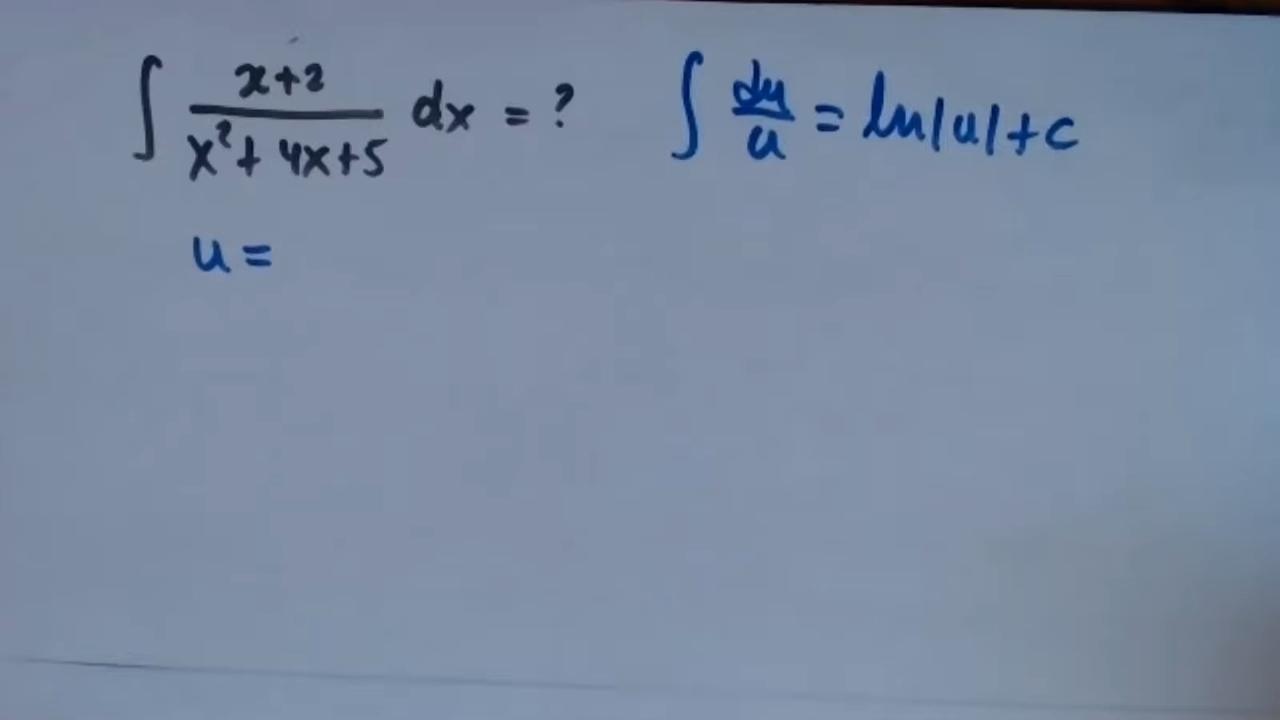 ∫ x+2 / x²+4x+5 dx = ? ∫ du/u = ln|u|+c
u =